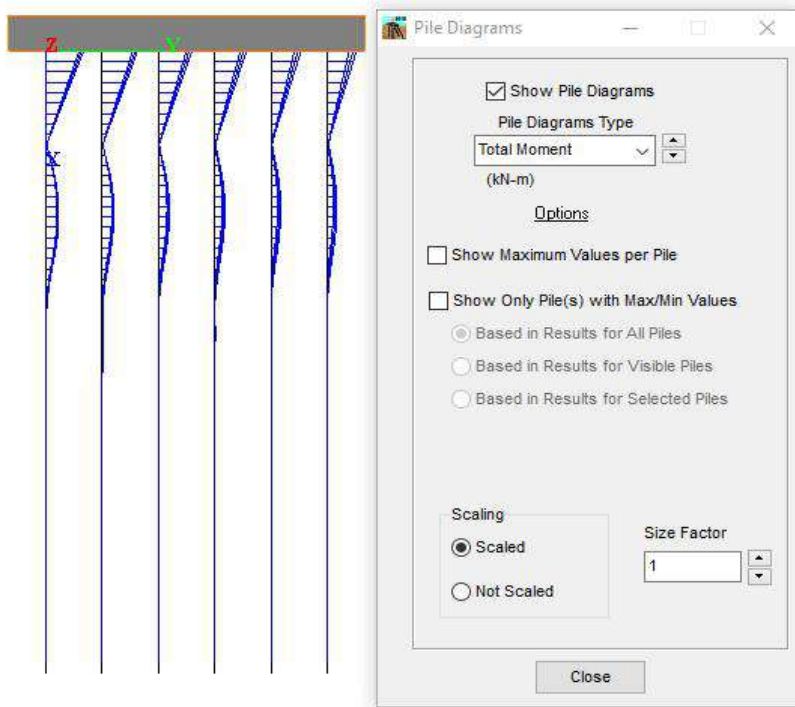 Z
Y
X
Pile Diagrams
Show Pile Diagrams
Pile Diagrams Type
Total Moment
(kN-m)
Options
Show Maximum Values per Pile
Show Only Pile(s) with Max/Min Values
Based in Results for All Piles
Based in Results for Visible Piles
Based in Results for Selected Piles
Scaling
Scaled
Not Scaled
Size Factor
1
Close